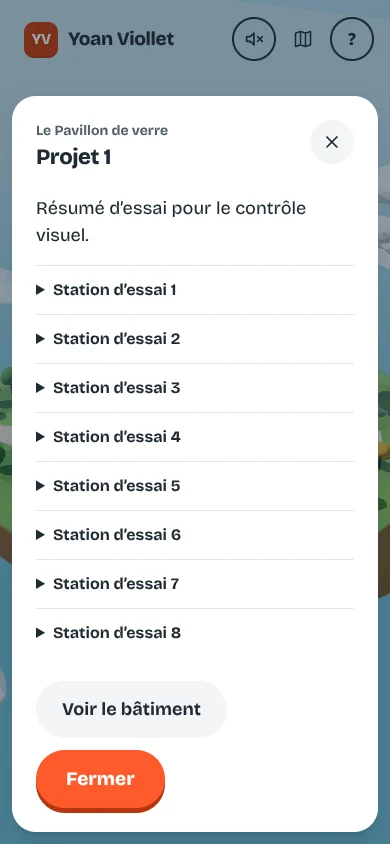 YV Yoan Viollet ?
Le Pavillon de verre
Projet 1
Résumé d’essai pour le contrôle
visuel.
Station d’essai 1
Station d’essai 2
Station d’essai 3
Station d’essai 4
Station d’essai 5
Station d’essai 6
Station d’essai 7
Station d’essai 8
Voir le bâtiment
Fermer